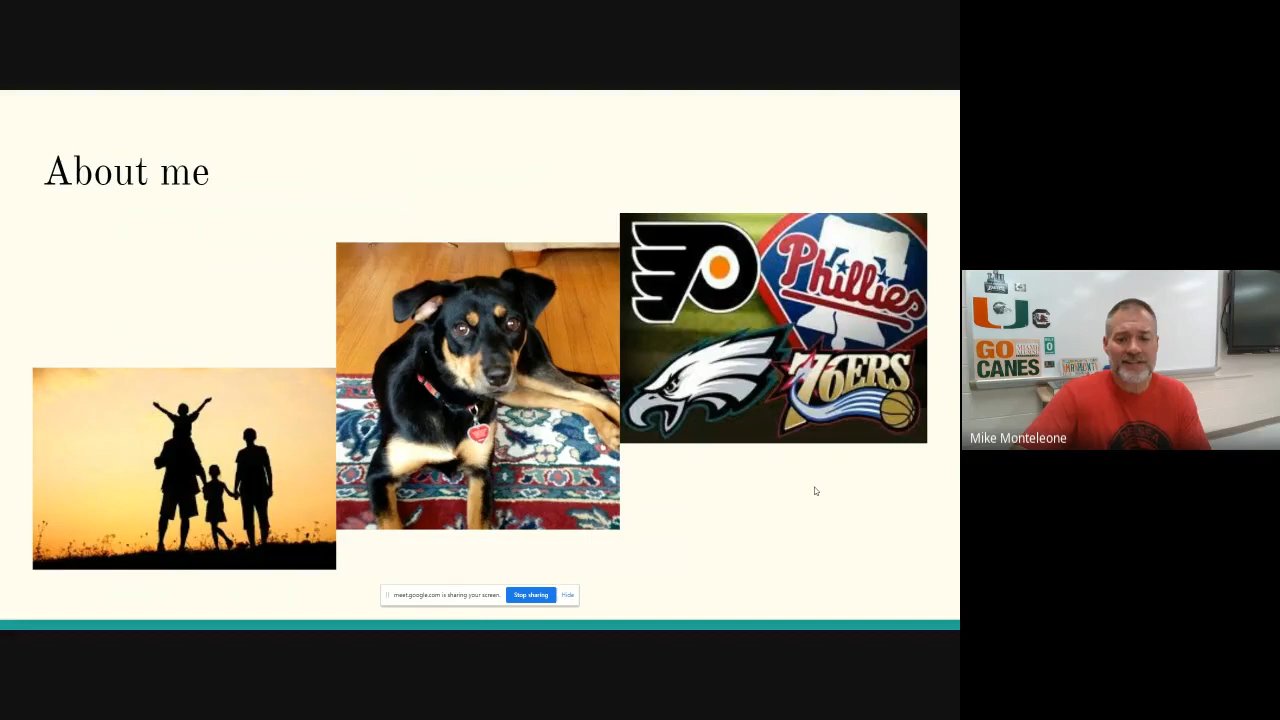 About me
Phillies
76ERS
meet.google.com is sharing your screen.
Stop sharing
Hide
U
GO
CANES
Mike Monteleone